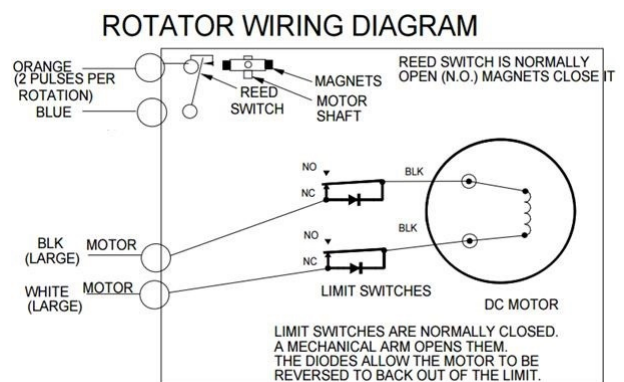 ROTATOR WIRING DIAGRAM
ORANGE
(2 PULSES PER
ROTATION)
BLUE
REED
SWITCH
MAGNETS
MOTOR
SHAFT
REED SWITCH IS NORMALLY
OPEN (N.O.) MAGNETS CLOSE IT
NO
NC
BLK
NO
NC
BLK
BLK
(LARGE)
MOTOR
WHITE
(LARGE)
MOTOR
LIMIT SWITCHES
DC MOTOR
LIMIT SWITCHES ARE NORMALLY CLOSED.
A MECHANICAL ARM OPENS THEM.
THE DIODES ALLOW THE MOTOR TO BE
REVERSED TO BACK OUT OF THE LIMIT.